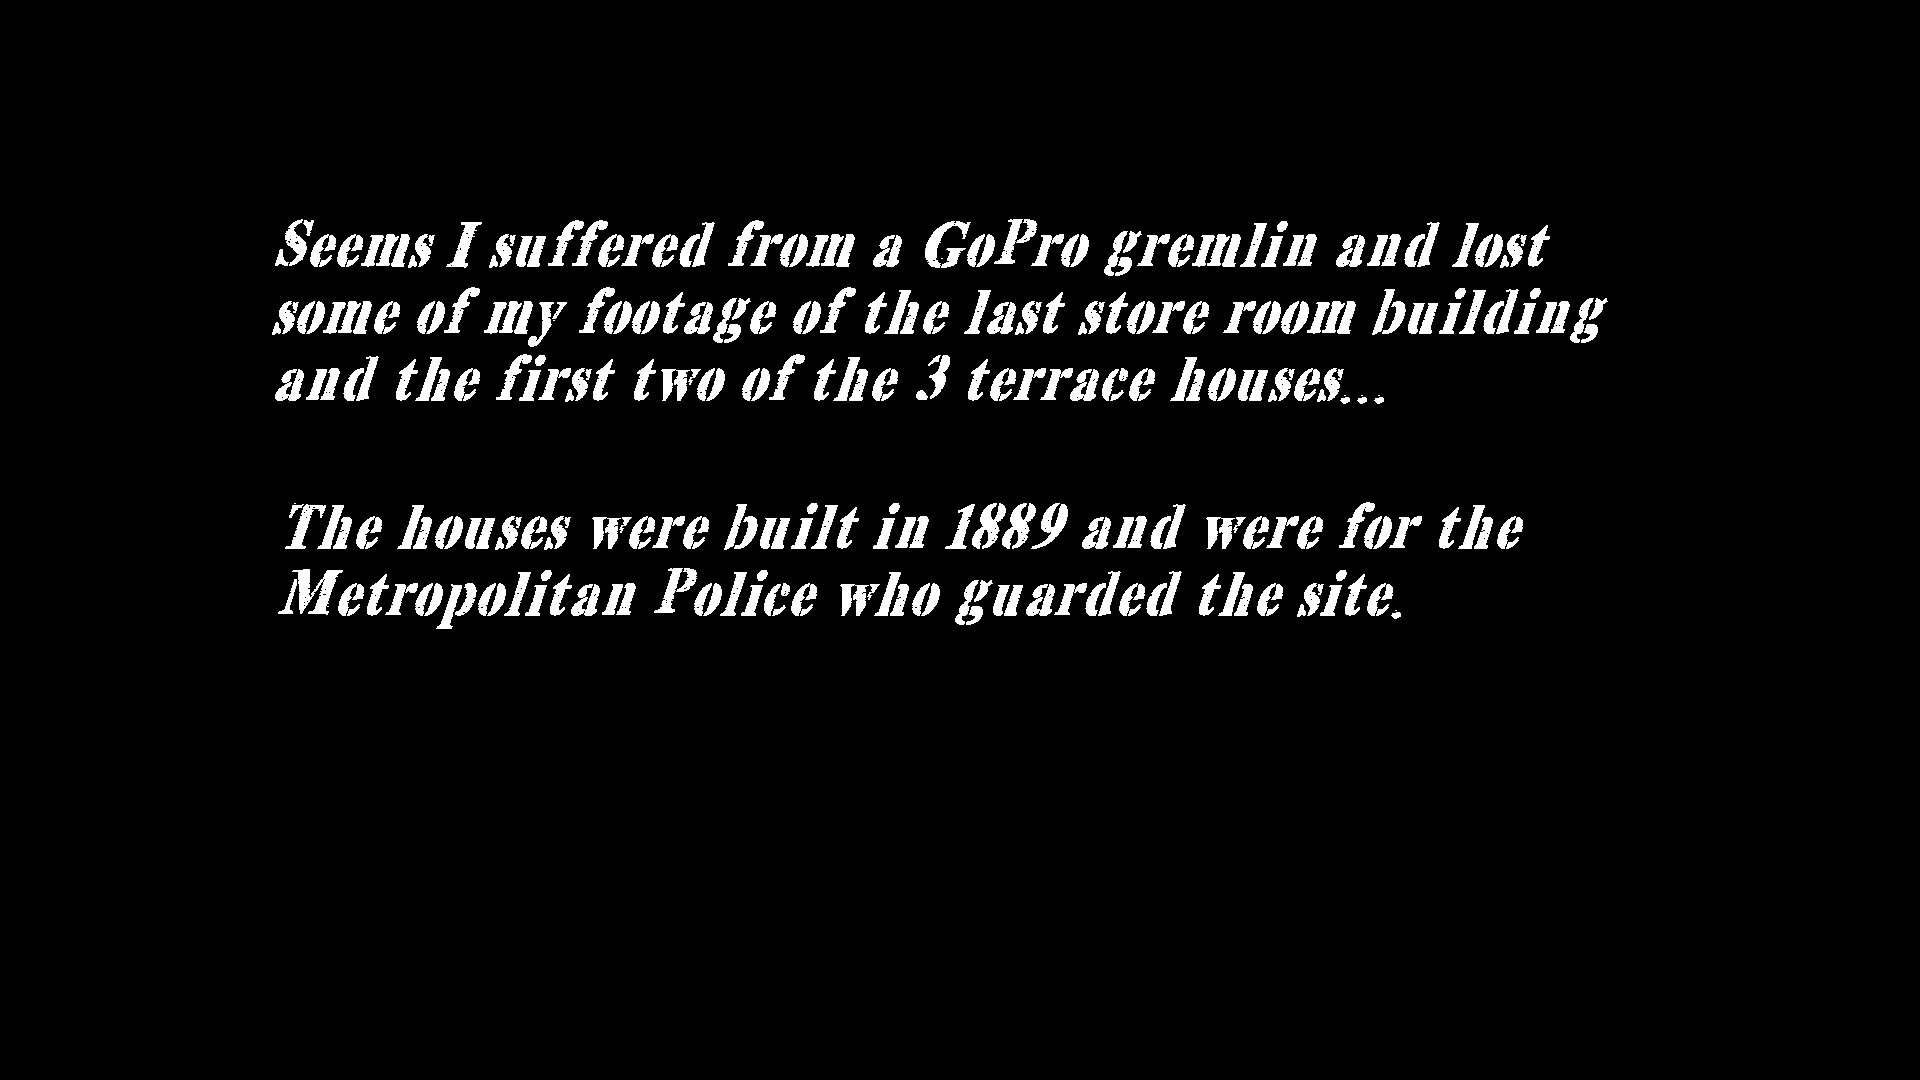 Seems I suffered from a GoPro gremlin and lost
some of my footage of the last store room building
and the first two of the 3 terrace houses...
The houses were built in 1889 and were for the
Metropolitan Police who guarded the site.